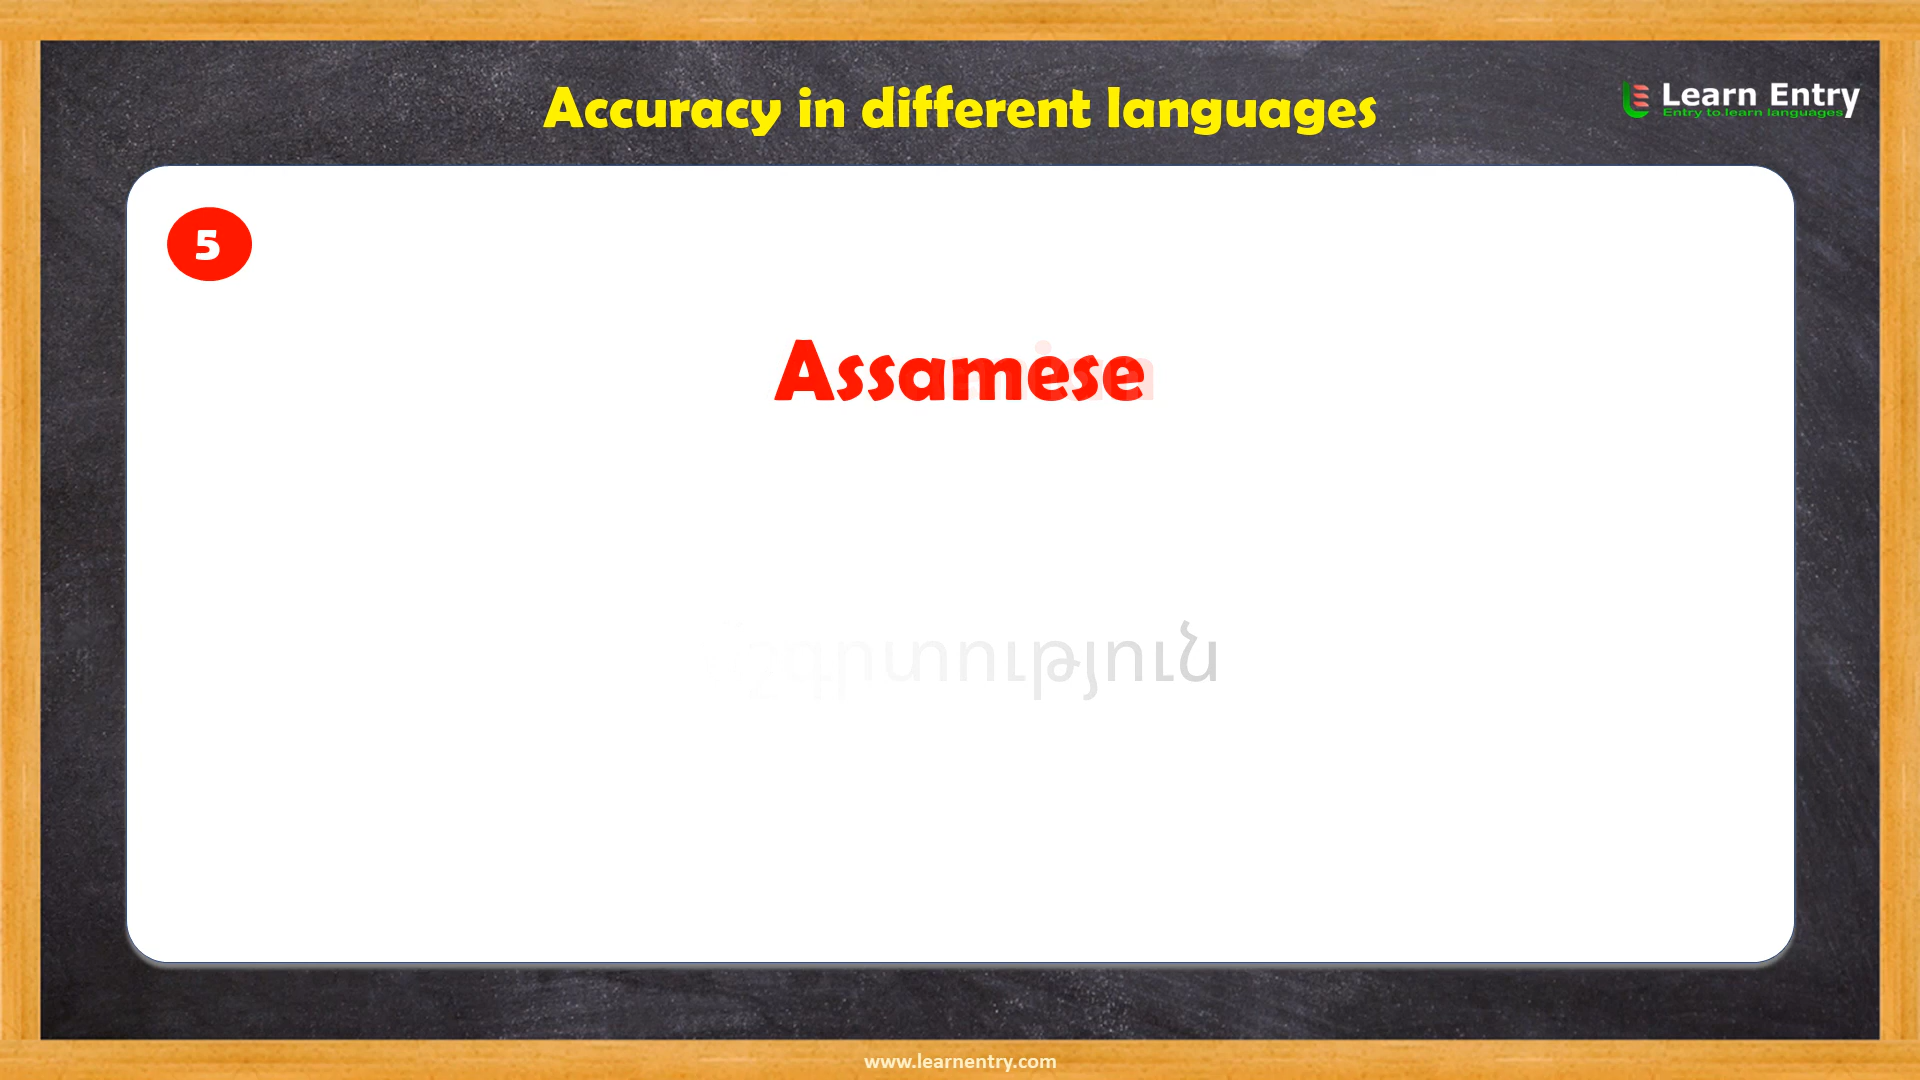 Accuracy in different languages
Learn Entry
Entry to learn languages
5
Assamese
ճշգրտություն
www.learnentry.com